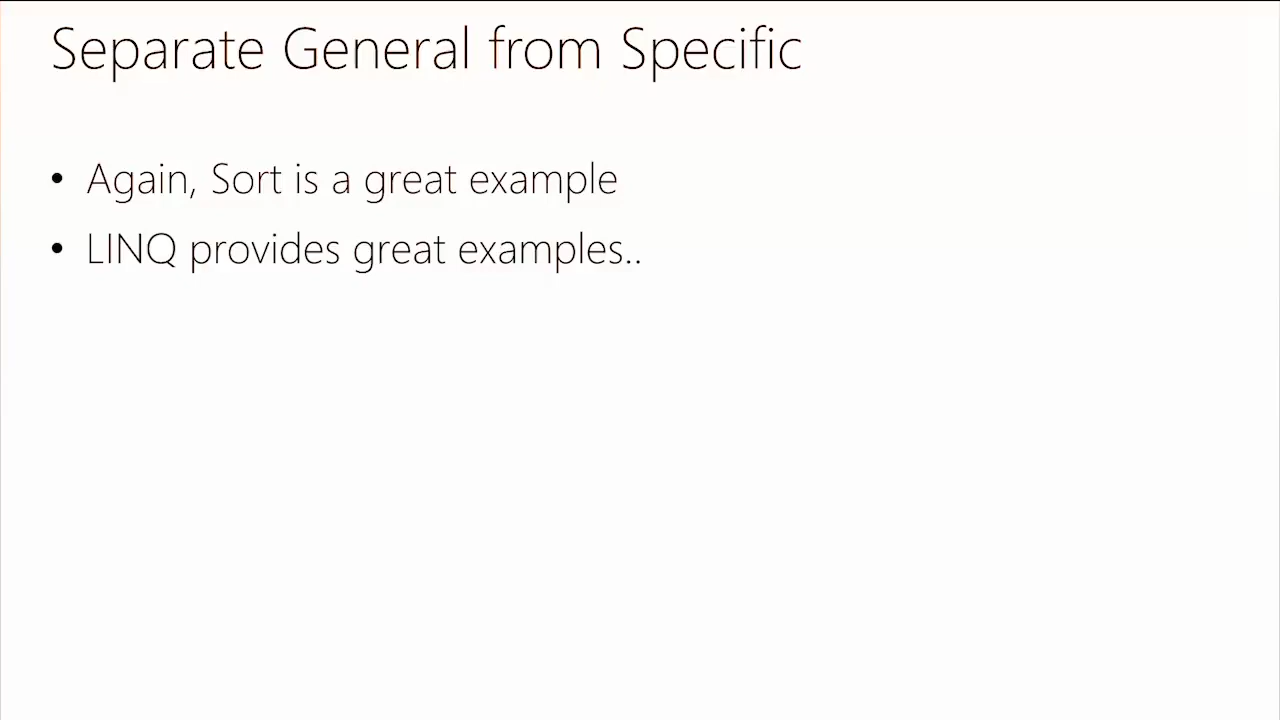 Separate General from Specific
• Again, Sort is a great example
• LINQ provides great examples..